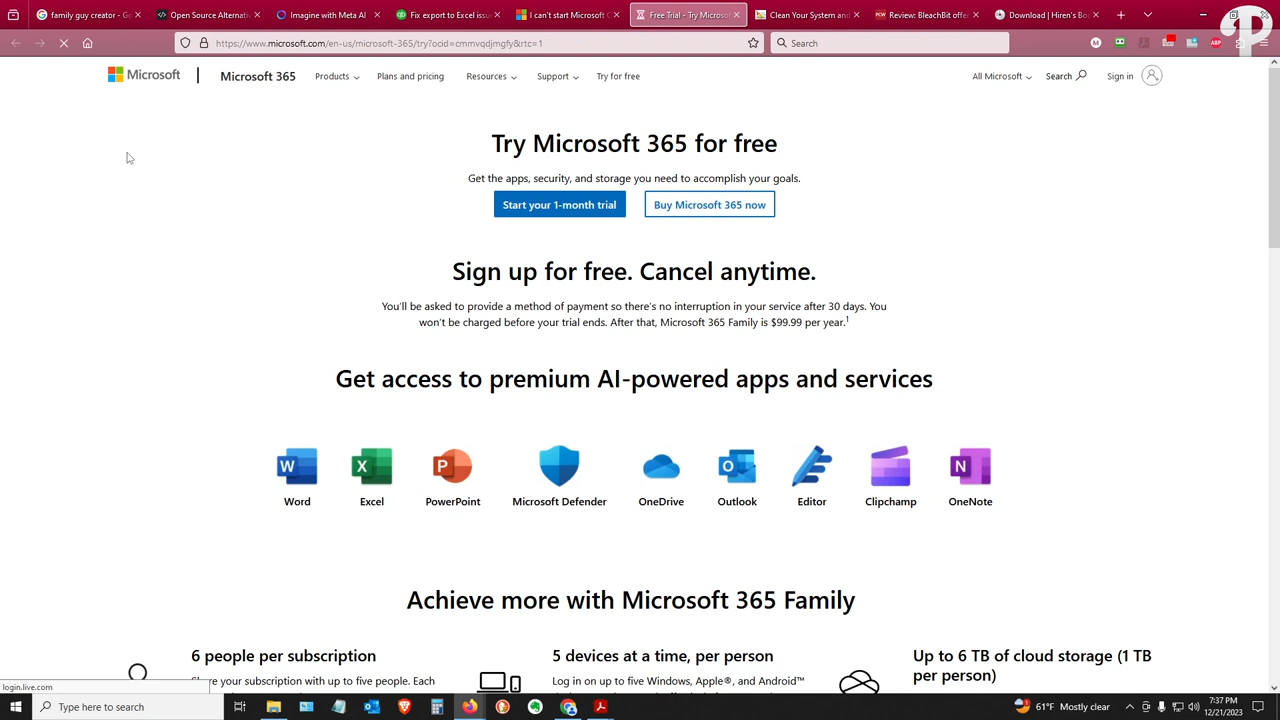 family guy creator - Go
Open Source Alternativ
Imagine with Meta AI
Fix export to Excel issu
I can't start Microsoft O
Free Trial - Try Microso
Clean Your System and
PCW Review: BleachBit offer
Download | Hiren's Bo
https://www.microsoft.com/en-us/microsoft-365/try?ocid=cmmvqdjmgfy&rtc=1
Search
ABP
Microsoft
Microsoft 365
Products
Plans and pricing
Resources
Support
Try for free
All Microsoft
Search
Sign in
Try Microsoft 365 for free
Get the apps, security, and storage you need to accomplish your goals.
Start your 1-month trial
Buy Microsoft 365 now
Sign up for free. Cancel anytime.
You'll be asked to provide a method of payment so there's no interruption in your service after 30 days. You
won't be charged before your trial ends. After that, Microsoft 365 Family is $99.99 per year.1
Get access to premium AI-powered apps and services
Word
Excel
PowerPoint
Microsoft Defender
OneDrive
Outlook
Editor
Clipchamp
OneNote
Achieve more with Microsoft 365 Family
6 people per subscription
5 devices at a time, per person
Up to 6 TB of cloud storage (1 TB
per person)
Share your subscription with up to five people. Each
Log in on up to five Windows, Apple®, and Android™
login.live.com
Type here to search
61°F Mostly clear
7:37 PM
12/21/2023